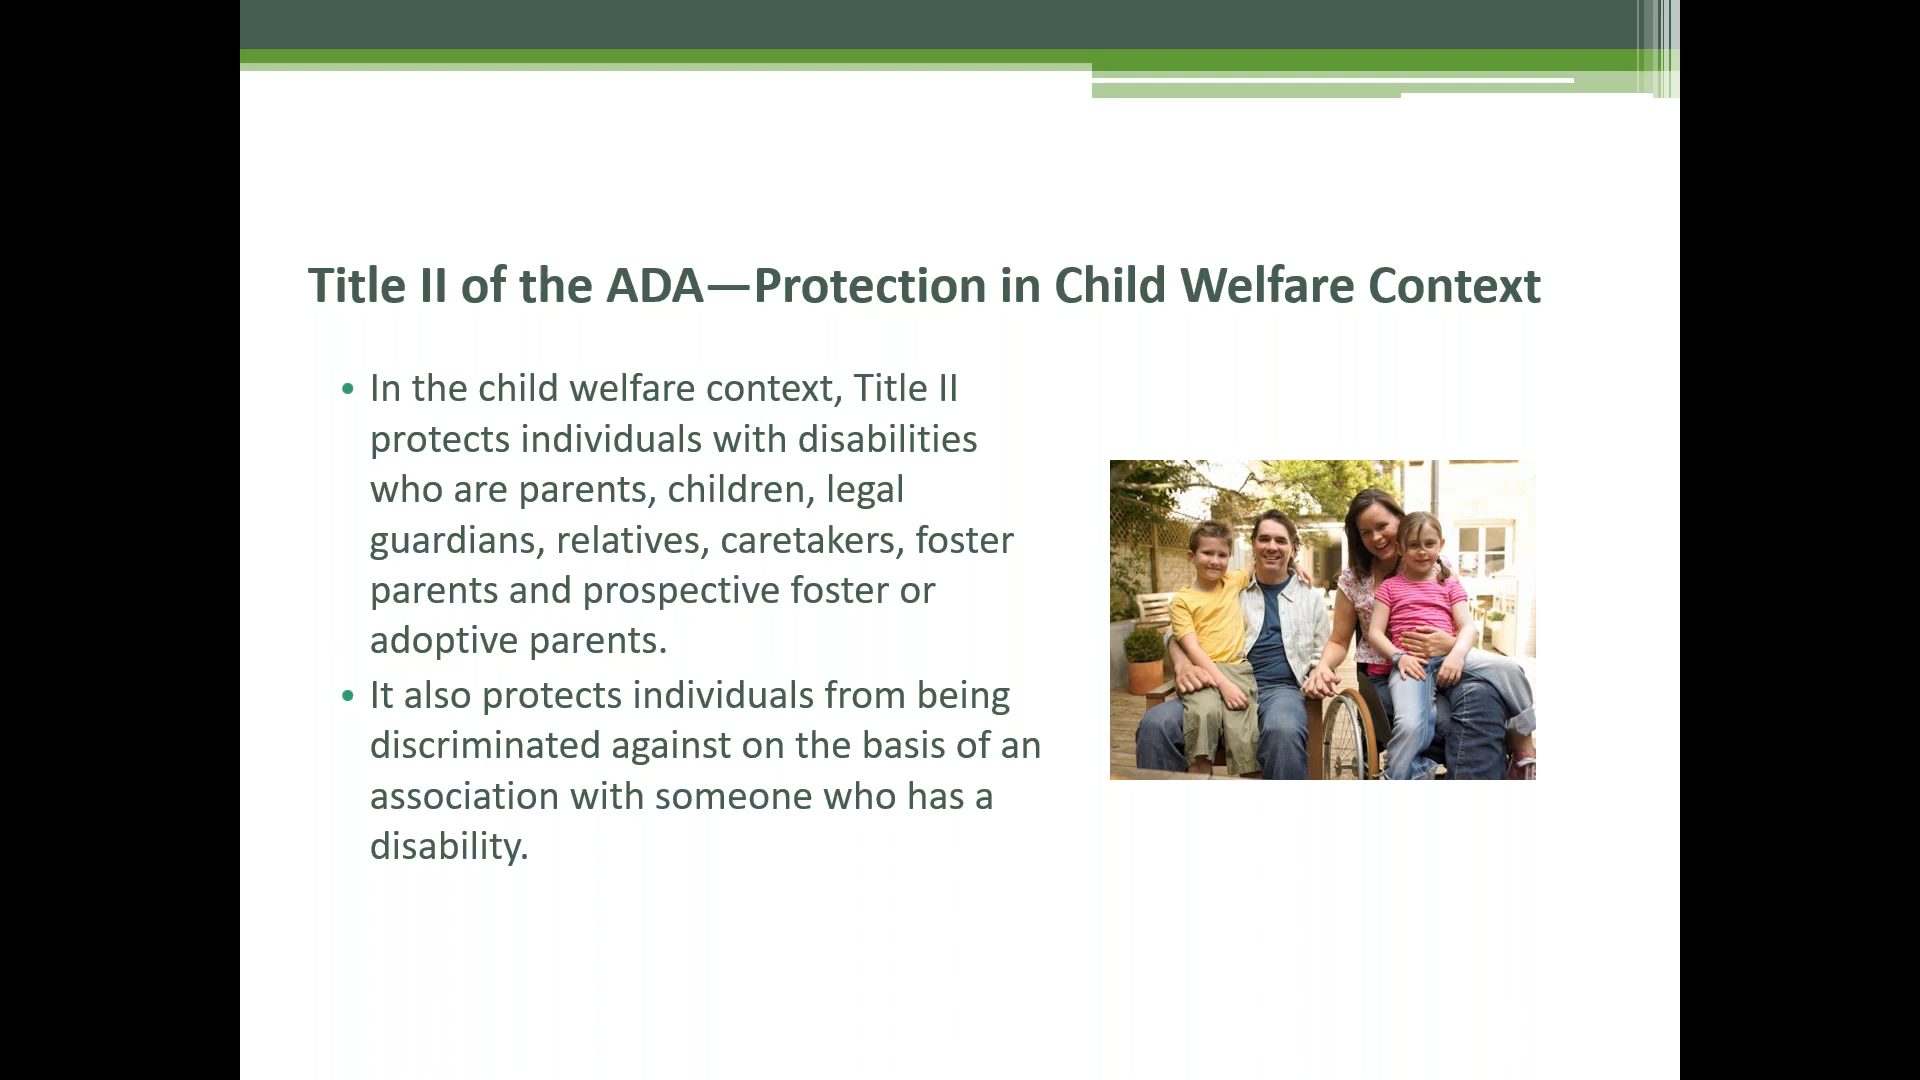 Title II of the ADA—Protection in Child Welfare Context
• In the child welfare context, Title II
protects individuals with disabilities
who are parents, children, legal
guardians, relatives, caretakers, foster
parents and prospective foster or
adoptive parents.
• It also protects individuals from being
discriminated against on the basis of an
association with someone who has a
disability.